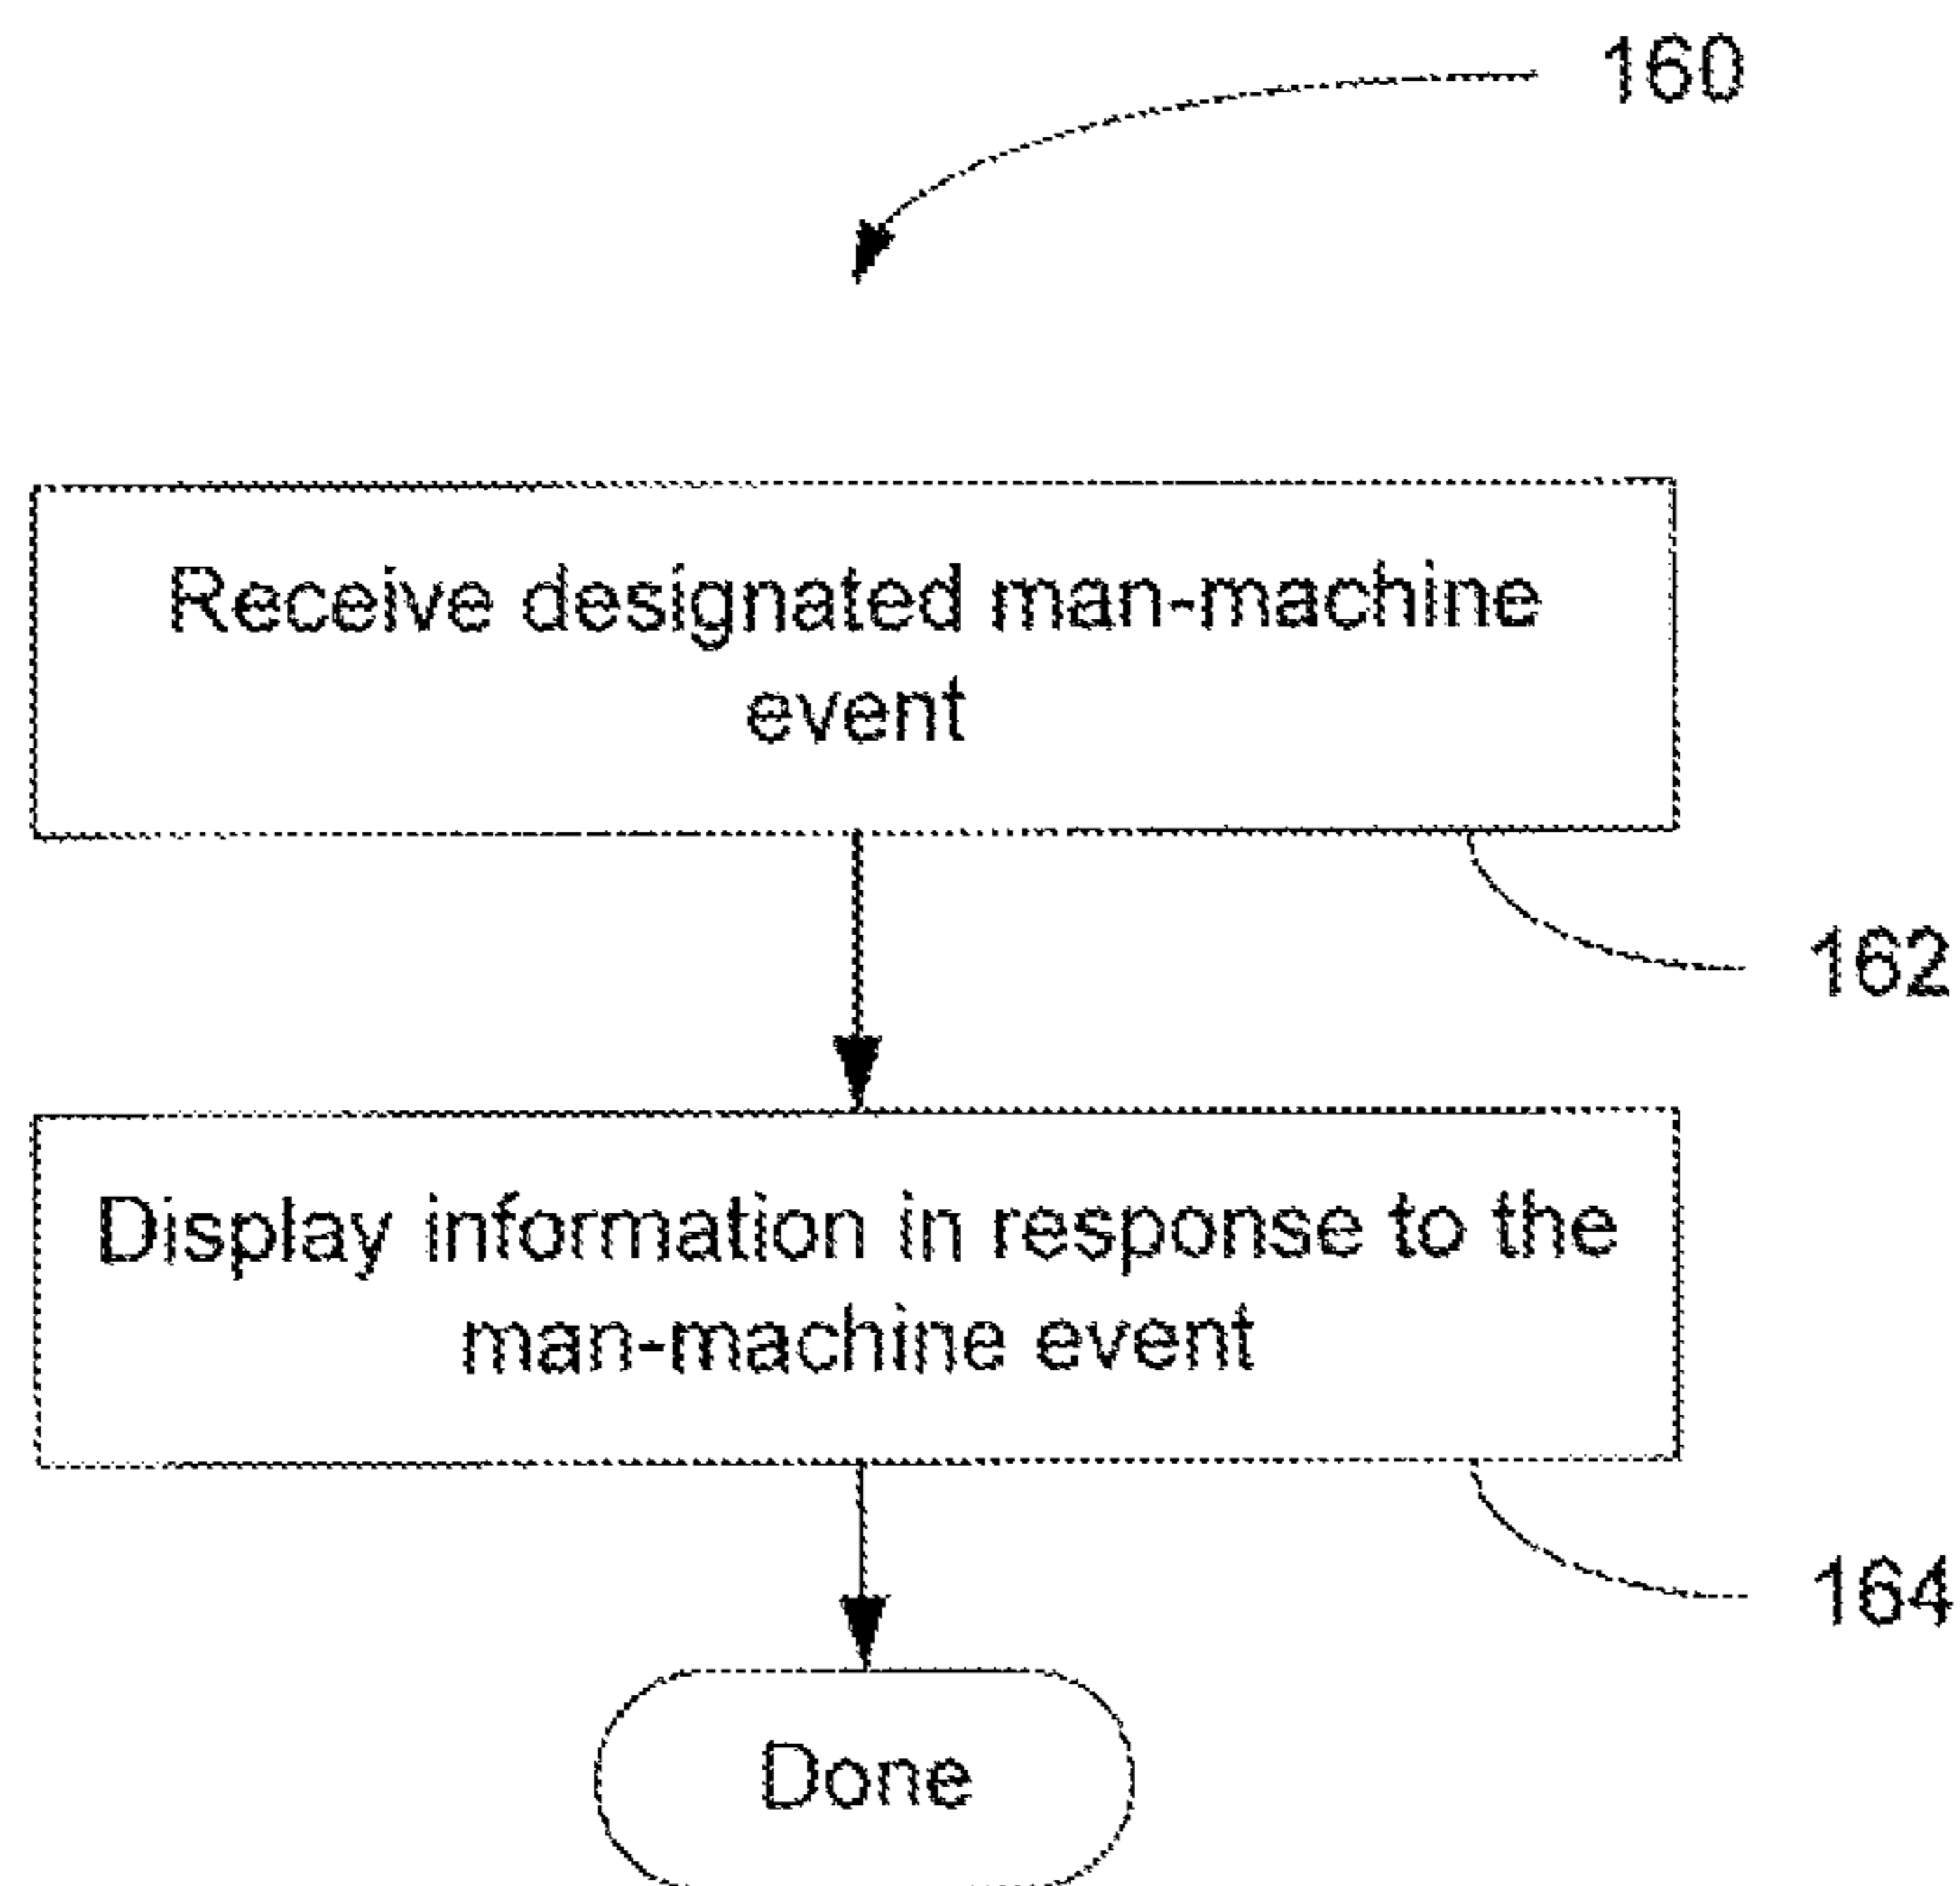 160
Receive designated man-machine
event
162
Display information in response to the
man-machine event
164
Done